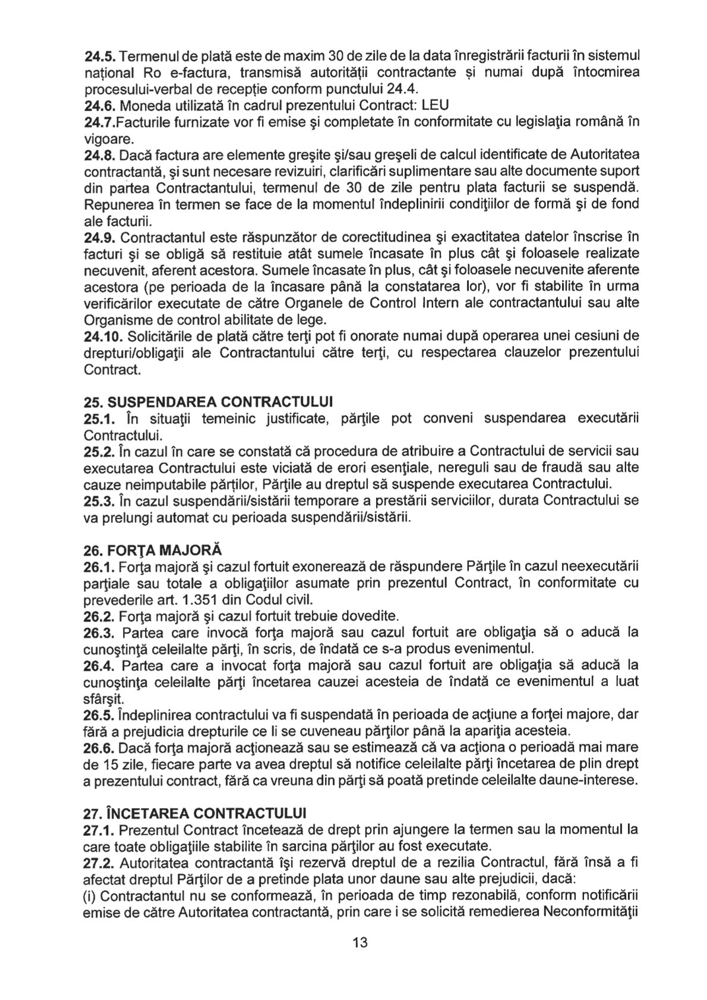 24.5. Termenul de plată este de maxim 30 de zile de la data înregistrării facturii în sistemul
național Ro e-factura, transmisă autorității contractante și numai după întocmirea
procesului-verbal de recepție conform punctului 24.4.
24.6. Moneda utilizată în cadrul prezentului Contract: LEU
24.7.Facturile furnizate vor fi emise şi completate în conformitate cu legislaţia română în
vigoare.
24.8. Dacă factura are elemente greşite şi/sau greşeli de calcul identificate de Autoritatea
contractantă, şi sunt necesare revizuiri, clarificări suplimentare sau alte documente suport
din partea Contractantului, termenul de 30 de zile pentru plata facturii se suspendă.
Repunerea în termen se face de la momentul îndeplinirii condiţiilor de formă şi de fond
ale facturii.
24.9. Contractantul este răspunzător de corectitudinea şi exactitatea datelor înscrise în
facturi şi se obligă să restituie atât sumele încasate în plus cât şi foloasele realizate
necuvenit, aferent acestora. Sumele încasate în plus, cât şi foloasele necuvenite aferente
acestora (pe perioada de la încasare până la constatarea lor), vor fi stabilite în urma
verificărilor executate de către Organele de Control Intern ale contractantului sau alte
Organisme de control abilitate de lege.
24.10. Solicitările de plată către terţi pot fi onorate numai după operarea unei cesiuni de
drepturi/obligaţii ale Contractantului către terţi, cu respectarea clauzelor prezentului
Contract.
25. SUSPENDAREA CONTRACTULUI
25.1. În situaţii temeinic justificate, părţile pot conveni suspendarea executării
Contractului.
25.2. În cazul în care se constată că procedura de atribuire a Contractului de servicii sau
executarea Contractului este viciată de erori esenţiale, nereguli sau de fraudă sau alte
cauze neimputabile părților, Părţile au dreptul să suspende executarea Contractului.
25.3. În cazul suspendării/sistării temporare a prestării serviciilor, durata Contractului se
va prelungi automat cu perioada suspendării/sistării.
26. FORŢA MAJORĂ
26.1. Forţa majoră şi cazul fortuit exonerează de răspundere Părţile în cazul neexecutării
parţiale sau totale a obligaţiilor asumate prin prezentul Contract, în conformitate cu
prevederile art. 1.351 din Codul civil.
26.2. Forţa majoră şi cazul fortuit trebuie dovedite.
26.3. Partea care invocă forţa majoră sau cazul fortuit are obligaţia să o aducă la
cunoştinţă celeilalte părţi, în scris, de îndată ce s-a produs evenimentul.
26.4. Partea care a invocat forţa majoră sau cazul fortuit are obligaţia să aducă la
cunoştinţa celeilalte părţi încetarea cauzei acesteia de îndată ce evenimentul a luat
sfârşit.
26.5. Îndeplinirea contractului va fi suspendată în perioada de acţiune a forţei majore, dar
fără a prejudicia drepturile ce li se cuveneau părţilor până la apariţia acesteia.
26.6. Dacă forţa majoră acţionează sau se estimează că va acţiona o perioadă mai mare
de 15 zile, fiecare parte va avea dreptul să notifice celeilalte părţi încetarea de plin drept
a prezentului contract, fără ca vreuna din părţi să poată pretinde celeilalte daune-interese.
27. ÎNCETAREA CONTRACTULUI
27.1. Prezentul Contract încetează de drept prin ajungere la termen sau la momentul la
care toate obligaţiile stabilite în sarcina părţilor au fost executate.
27.2. Autoritatea contractantă îşi rezervă dreptul de a rezilia Contractul, fără însă a fi
afectat dreptul Părţilor de a pretinde plata unor daune sau alte prejudicii, dacă:
(i) Contractantul nu se conformează, în perioada de timp rezonabilă, conform notificării
emise de către Autoritatea contractantă, prin care i se solicită remedierea Neconformităţii
13